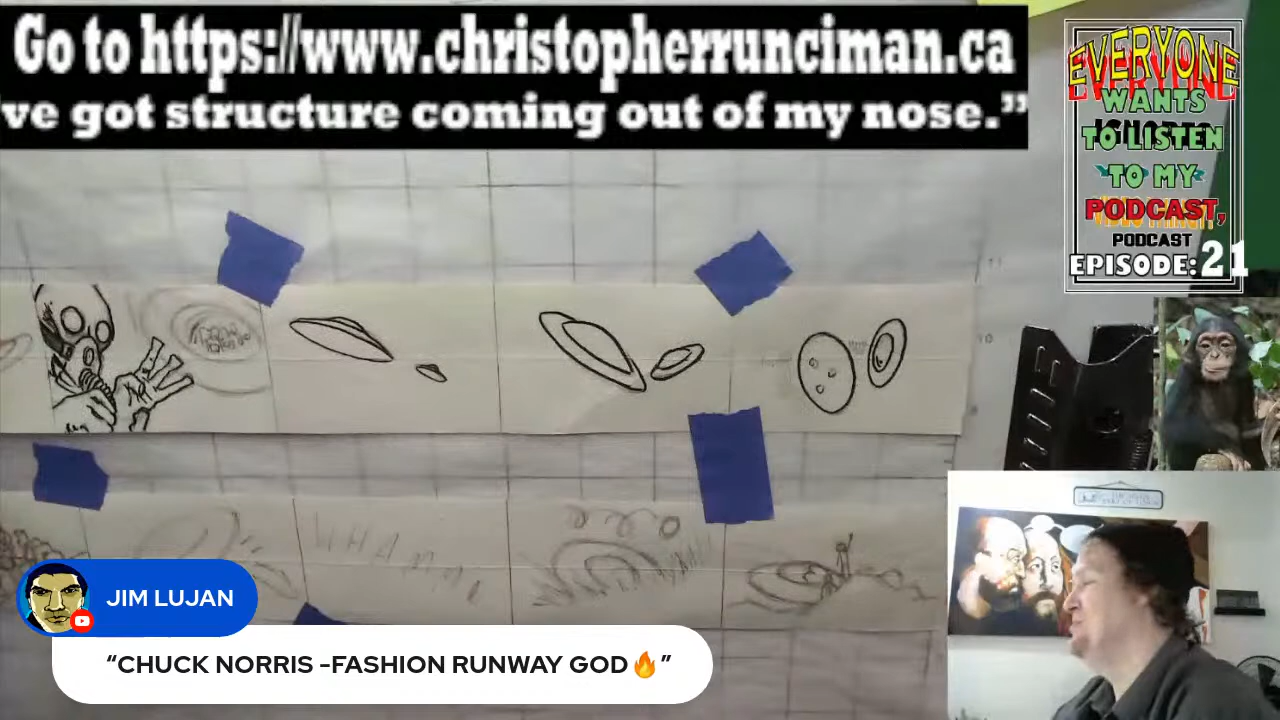 Go to https://www.christopherrunciman.ca
've got structure coming out of my nose.”
EVERYONE
WANTS
TO LISTEN
TO MY
PODCAST,
PODCAST
EPISODE:21
WHAMM
JIM LUJAN
“CHUCK NORRIS -FASHION RUNWAY GOD🔥”